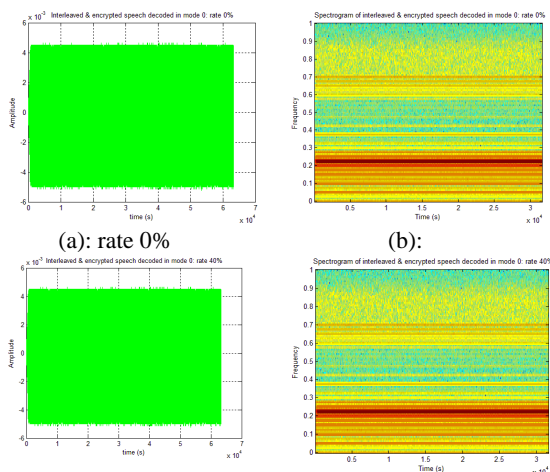 Interleaved & encrypted speech decoded in mode 0: rate 0%
x 10⁻³
6
4
2
0
-2
-4
-6
Amplitude
0 1 2 3 4 5 6 7
time (s)
x 10⁴
Spectrogram of interleaved & encrypted speech decoded in mode 0: rate 0%
1
0.9
0.8
0.7
0.6
0.5
0.4
0.3
0.2
0.1
0
Frequency
0.5 1 1.5 2 2.5 3
Time (s)
x 10⁴
(a): rate 0% (b):
Interleaved & encrypted speech decoded in mode 0: rate 40%
x 10⁻³
6
4
2
0
-2
-4
-6
Amplitude
0 1 2 3 4 5 6 7
time (s)
x 10⁴
Spectrogram of interleaved & encrypted speech decoded in mode 0: rate 40%
1
0.9
0.8
0.7
0.6
0.5
0.4
0.3
0.2
0.1
0
Frequency
0.5 1 1.5 2 2.5 3
Time (s)
x 10⁴